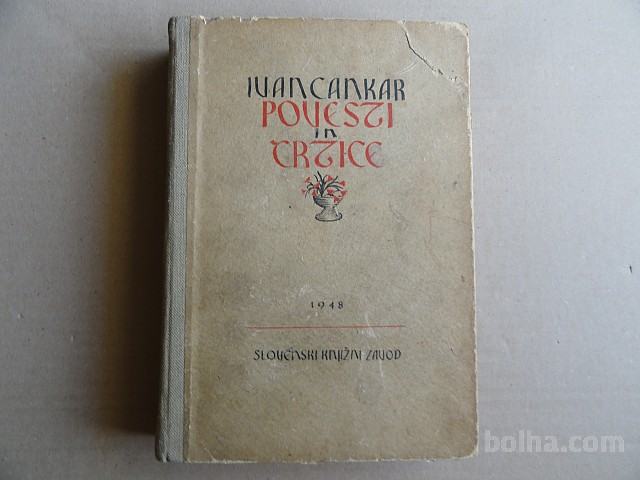 IVAN CANKAR
POVESTI
IN
ČRTICE
1948
SLOVENSKI KNJIŽNI ZAVOD
bolha.com